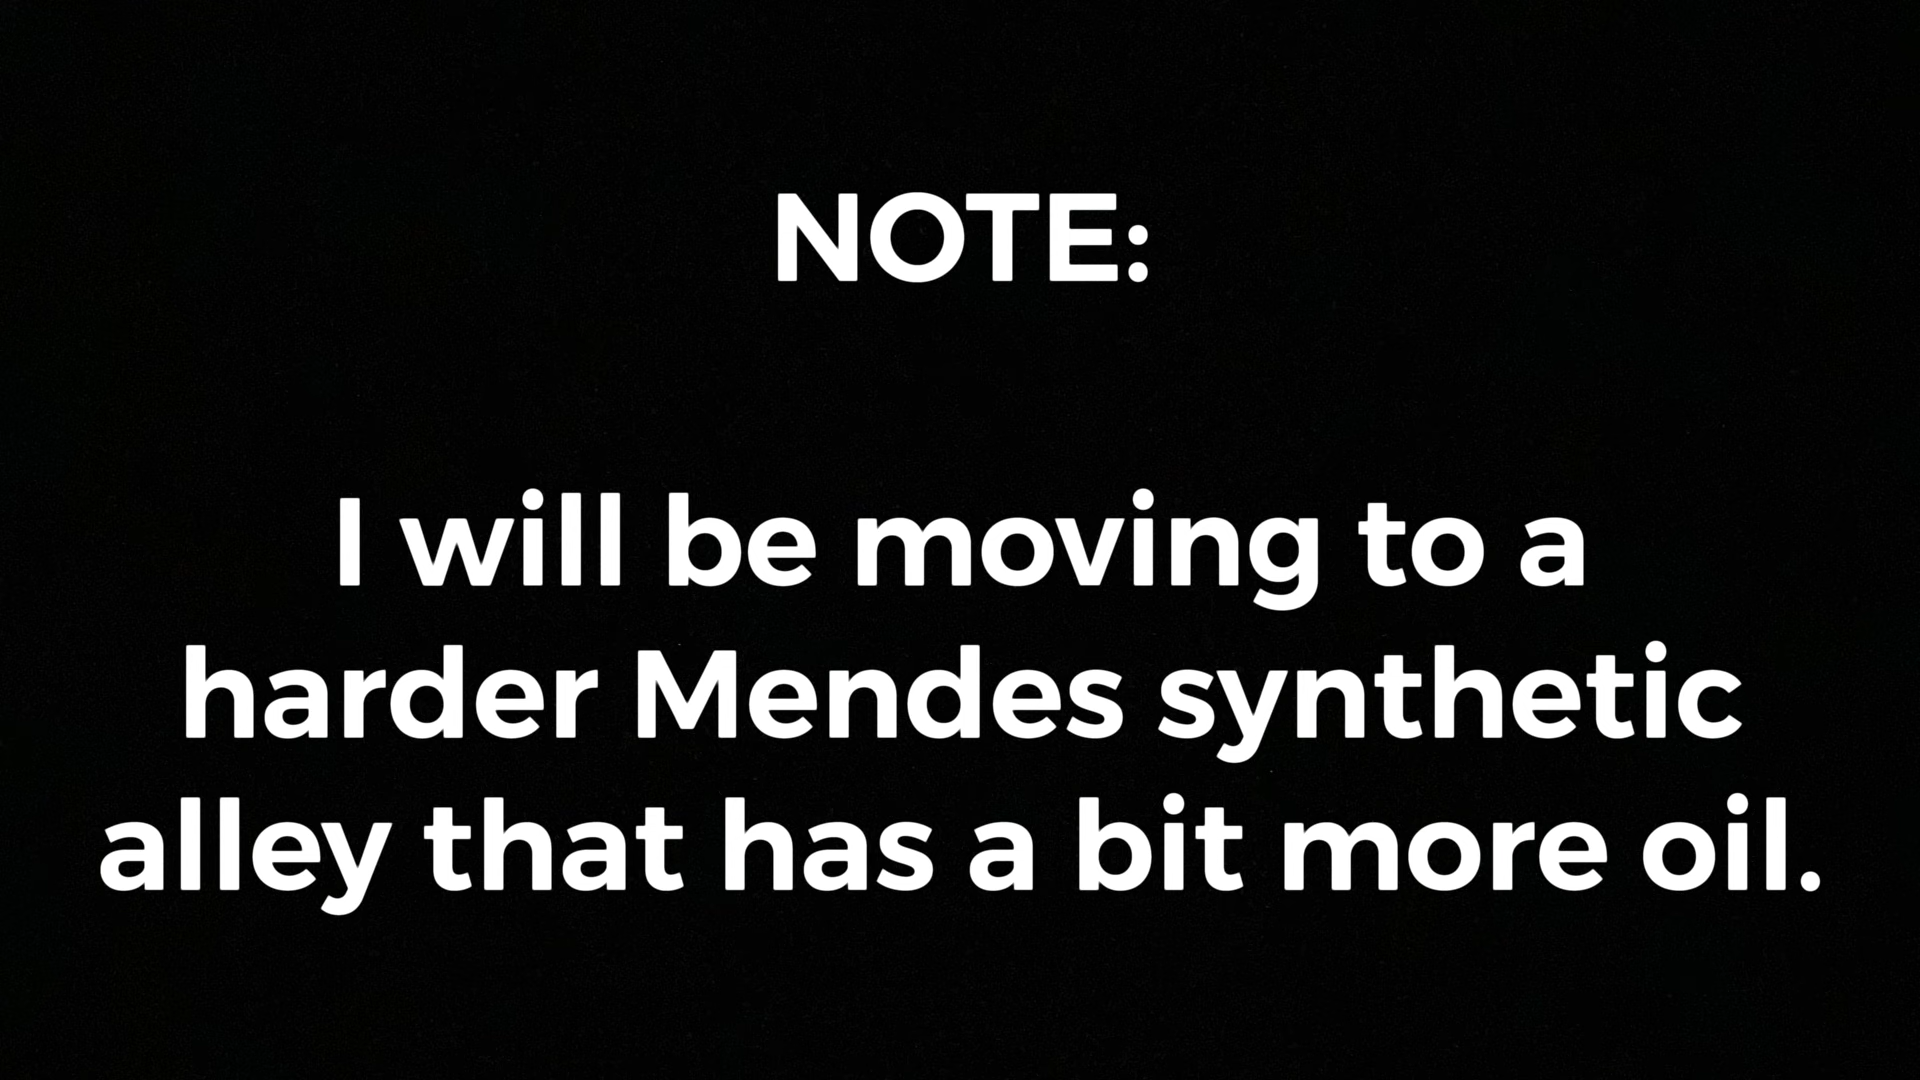 NOTE:
I will be moving to a
harder Mendes synthetic
alley that has a bit more oil.